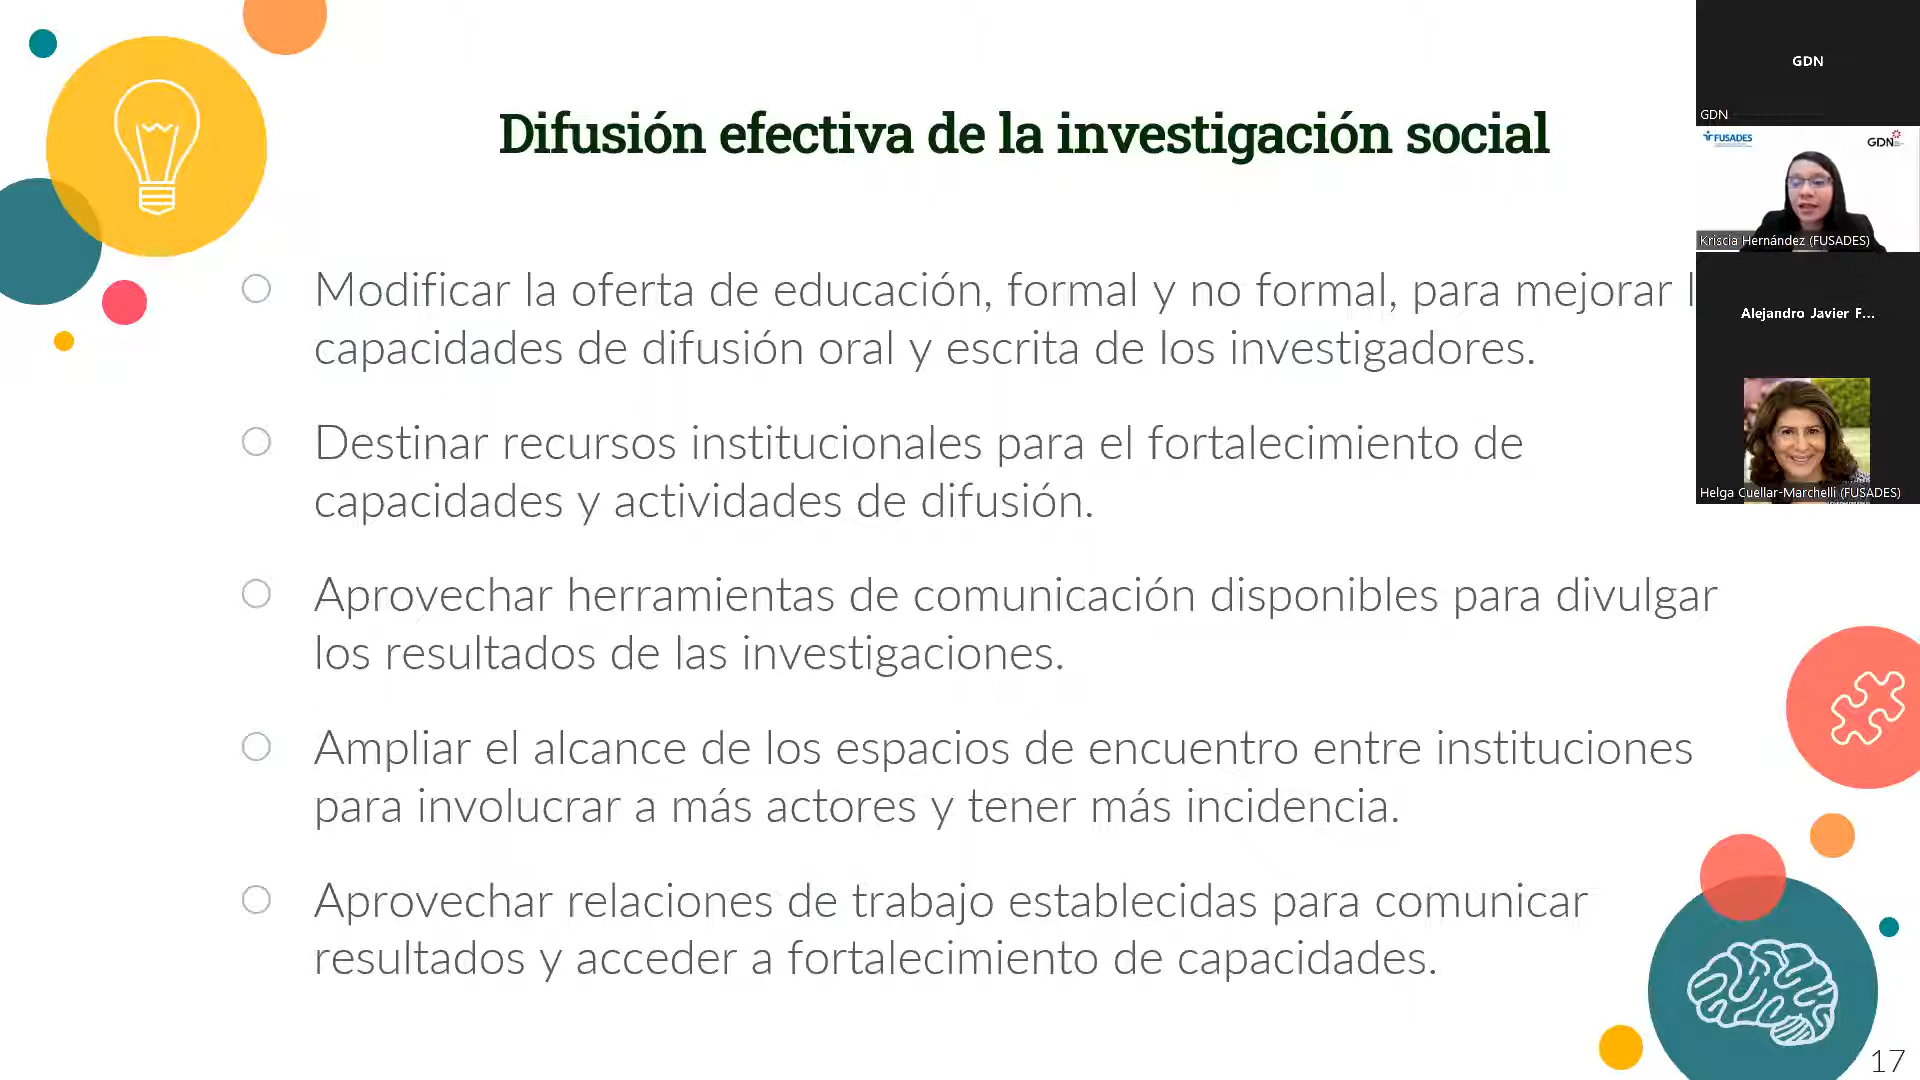 Difusión efectiva de la investigación social
Modificar la oferta de educación, formal y no formal, para mejorar
capacidades de difusión oral y escrita de los investigadores.
Destinar recursos institucionales para el fortalecimiento de
capacidades y actividades de difusión.
Aprovechar herramientas de comunicación disponibles para divulgar
los resultados de las investigaciones.
Ampliar el alcance de los espacios de encuentro entre instituciones
para involucrar a más actores y tener más incidencia.
Aprovechar relaciones de trabajo establecidas para comunicar
resultados y acceder a fortalecimiento de capacidades.
17
GDN
GDN
FUSADES
GDN
Kriscia Hernández (FUSADES)
Alejandro Javier F...
Helga Cuellar-Marchelli (FUSADES)